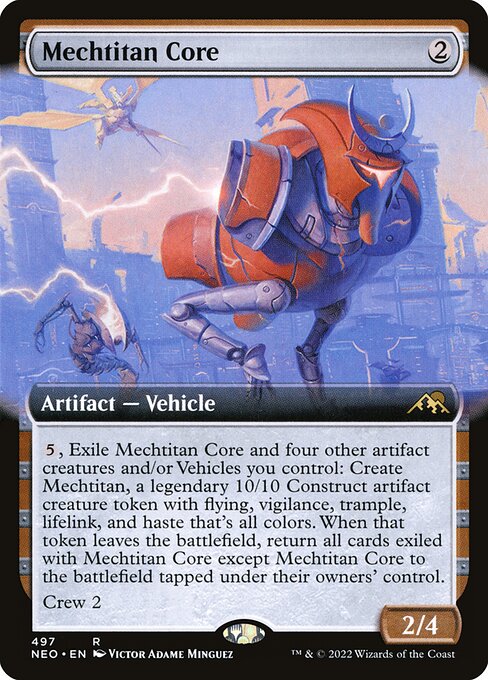 Mechtitan Core 2
Artifact — Vehicle
5, Exile Mechtitan Core and four other artifact
creatures and/or Vehicles you control: Create
Mechtitan, a legendary 10/10 Construct artifact
creature token with flying, vigilance, trample,
lifelink, and haste that's all colors. When that
token leaves the battlefield, return all cards exiled
with Mechtitan Core except Mechtitan Core to
the battlefield tapped under their owners' control.
Crew 2
2/4
497 R
NEO • EN VICTOR ADAME MINGUEZ
™ & © 2022 Wizards of the Coast